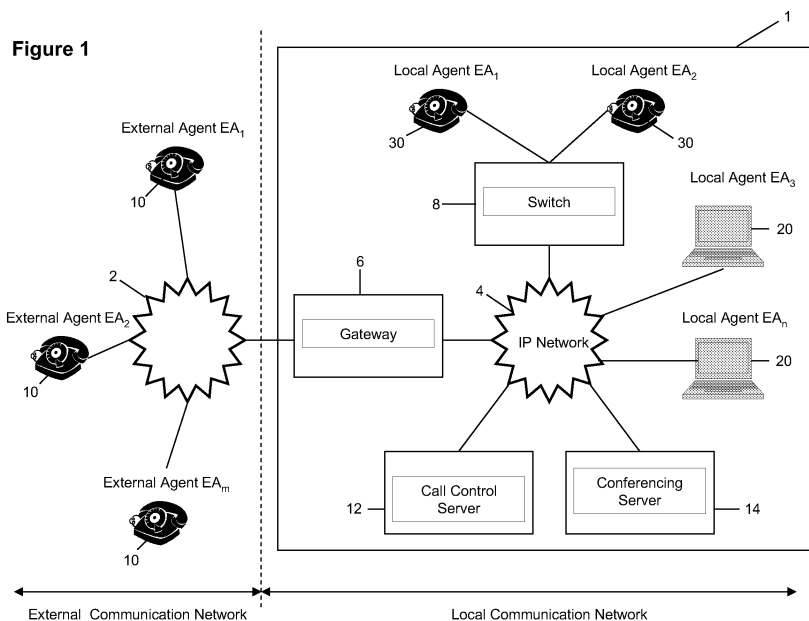 Figure 1
1
Local Agent EA1
Local Agent EA2
External Agent EA1
30
30
10
Local Agent EA3
8
Switch
20
2
6
4
External Agent EA2
Gateway
IP Network
Local Agent EAn
10
20
External Agent EAm
Call Control
Server
Conferencing
Server
12
14
10
External Communication Network
Local Communication Network